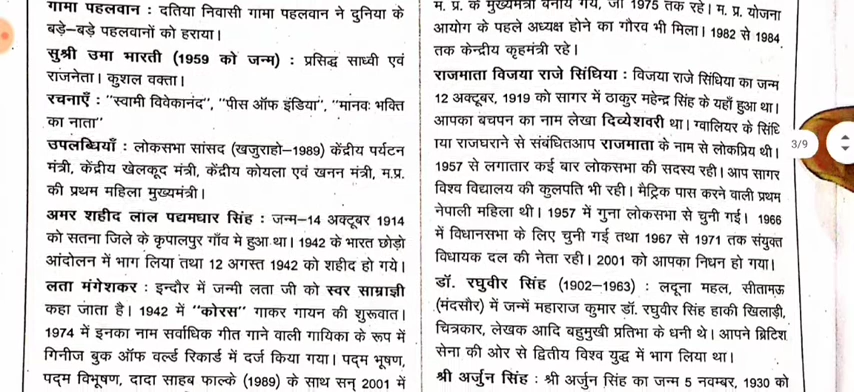 गामा पहलवान : दतिया निवासी गामा पहलवान ने दुनिया के
बड़े–बड़े पहलवानों को हराया।
सुश्री उमा भारती (1959 को जन्म) : प्रसिद्ध साध्वी एवं
राजनेता। कुशल वक्ता।
रचनाएँ : "स्वामी विवेकानंद", "पीस ऑफ इंडिया", "मानवः भक्ति
का नाता"
उपलब्धियाँ : लोकसभा सांसद (खजुराहो–1989) केंद्रीय पर्यटन
मंत्री, केंद्रीय खेलकूद मंत्री, केंद्रीय कोयला एवं खनन मंत्री, म.प्र.
की प्रथम महिला मुख्यमंत्री।
अमर शहीद लाल पद्यमधार सिंह : जन्म–14 अक्टूबर 1914
को सतना जिले के कृपालपुर गाँव मे हुआ था। 1942 के भारत छोड़ो
आंदोलन में भाग लिया तथा 12 अगस्त 1942 को शहीद हो गये।
लता मंगेशकर : इन्दौर में जन्मी लता जी को स्वर साम्राज्ञी
कहा जाता है। 1942 में "कोरस" गाकर गायन की शुरूवात।
1974 में इनका नाम सर्वाधिक गीत गाने वाली गायिका के रूप में
गिनीज बुक ऑफ वर्ल्ड रिकार्ड में दर्ज किया गया। पद्म भूषण,
पद्म विभूषण, दादा साहब फाल्के (1989) के साथ सन् 2001 में
म. प्र. के मुख्यमंत्री बनाये गये, जो 1975 तक रहे। म. प्र. योजना
आयोग के पहले अध्यक्ष होने का गौरव भी मिला। 1982 से 1984
तक केन्द्रीय कृहमंत्री रहे।
राजमाता विजया राजे सिंधिया : विजया राजे सिंधिया का जन्म
12 अक्टूबर, 1919 को सागर में ठाकुर महेन्द्र सिंह के यहाँ हुआ था।
आपका बचपन का नाम लेखा दिव्येशवरी था। ग्वालियर के सिंधि
या राजघराने से संबंधितआप राजमाता के नाम से लोकप्रिय थी।
1957 से लगातार कई बार लोकसभा की सदस्य रही। आप सागर
विश्व विद्यालय की कुलपति भी रही। मैट्रिक पास करने वाली प्रथम
नेपाली महिला थी। 1957 में गुना लोकसभा से चुनी गई। 1966
में विधानसभा के लिए चुनी गई तथा 1967 से 1971 तक संयुक्त
विधायक दल की नेता रही। 2001 को आपका निधन हो गया।
डॉ. रघुवीर सिंह (1902–1963) : लदूना महल, सीतामऊ
(मंदसौर) में जन्में महाराज कुमार डॉ. रघुवीर सिंह हाकी खिलाड़ी,
चित्रकार, लेखक आदि बहुमुखी प्रतिभा के धनी थे। आपने ब्रिटिश
सेना की ओर से द्वितीय विश्व युद्ध में भाग लिया था।
श्री अर्जुन सिंह : श्री अर्जुन सिंह का जन्म 5 नवम्बर, 1930 को
3/9